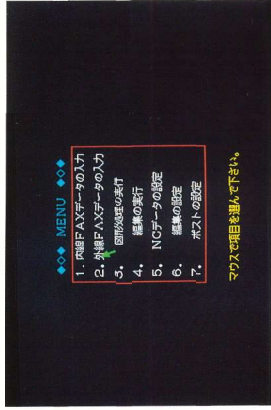 ◆◇◆ MENU ◆◇◆
1. 内線FAXデータの入力
2. 外線FAXデータの入力
3. 図形処理の実行
4. 編集の実行
5. NCデータの設定
6. 編集の設定
7. ポストの設定
マウスで項目を選んで下さい。